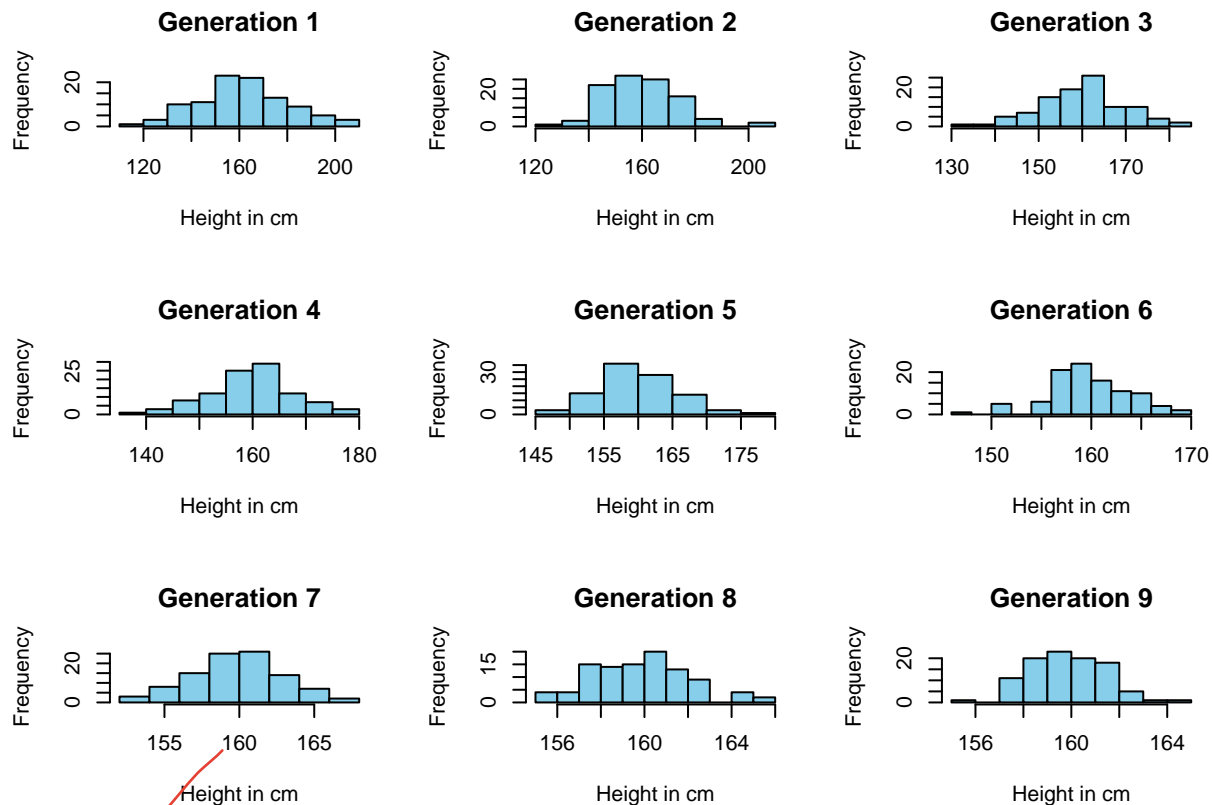 Generation 1
Frequency
0 20
120 160 200
Height in cm
Generation 2
Frequency
0 20
120 160 200
Height in cm
Generation 3
Frequency
0 20
130 150 170
Height in cm
Generation 4
Frequency
0 25
140 160 180
Height in cm
Generation 5
Frequency
0 30
145 155 165 175
Height in cm
Generation 6
Frequency
0 20
150 160 170
Height in cm
Generation 7
Frequency
0 20
155 160 165
Height in cm
Generation 8
Frequency
0 15
156 160 164
Height in cm
Generation 9
Frequency
0 20
156 160 164
Height in cm